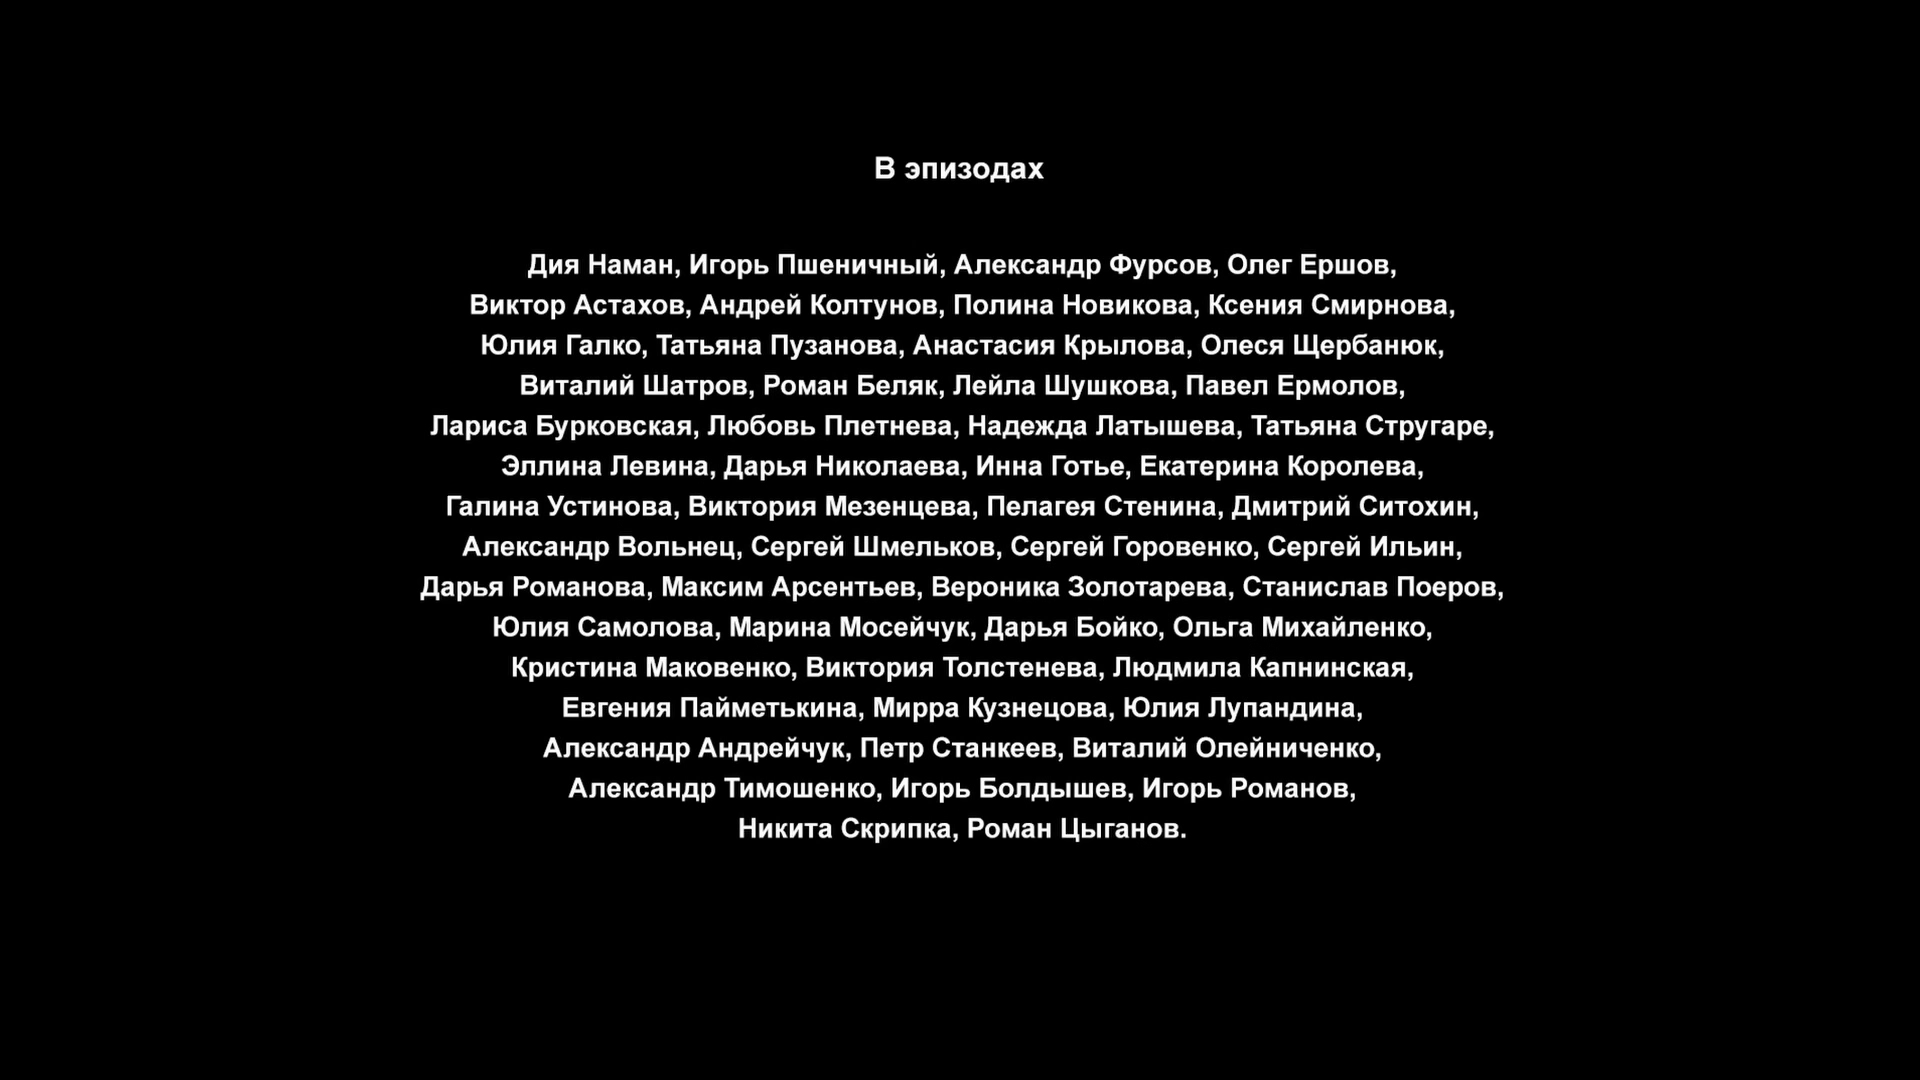 В эпизодах
Дия Наман, Игорь Пшеничный, Александр Фурсов, Олег Ершов,
Виктор Астахов, Андрей Колтунов, Полина Новикова, Ксения Смирнова,
Юлия Галко, Татьяна Пузанова, Анастасия Крылова, Олеся Щербанюк,
Виталий Шатров, Роман Беляк, Лейла Шушкова, Павел Ермолов,
Лариса Бурковская, Любовь Плетнева, Надежда Латышева, Татьяна Стругаре,
Эллина Левина, Дарья Николаева, Инна Готье, Екатерина Королева,
Галина Устинова, Виктория Мезенцева, Пелагея Стенина, Дмитрий Ситохин,
Александр Вольнец, Сергей Шмельков, Сергей Горовенко, Сергей Ильин,
Дарья Романова, Максим Арсентьев, Вероника Золотарева, Станислав Поеров,
Юлия Самолова, Марина Мосейчук, Дарья Бойко, Ольга Михайленко,
Кристина Маковенко, Виктория Толстенева, Людмила Капнинская,
Евгения Пайметькина, Мирра Кузнецова, Юлия Лупандина,
Александр Андрейчук, Петр Станкеев, Виталий Олейниченко,
Александр Тимошенко, Игорь Болдышев, Игорь Романов,
Никита Скрипка, Роман Цыганов.